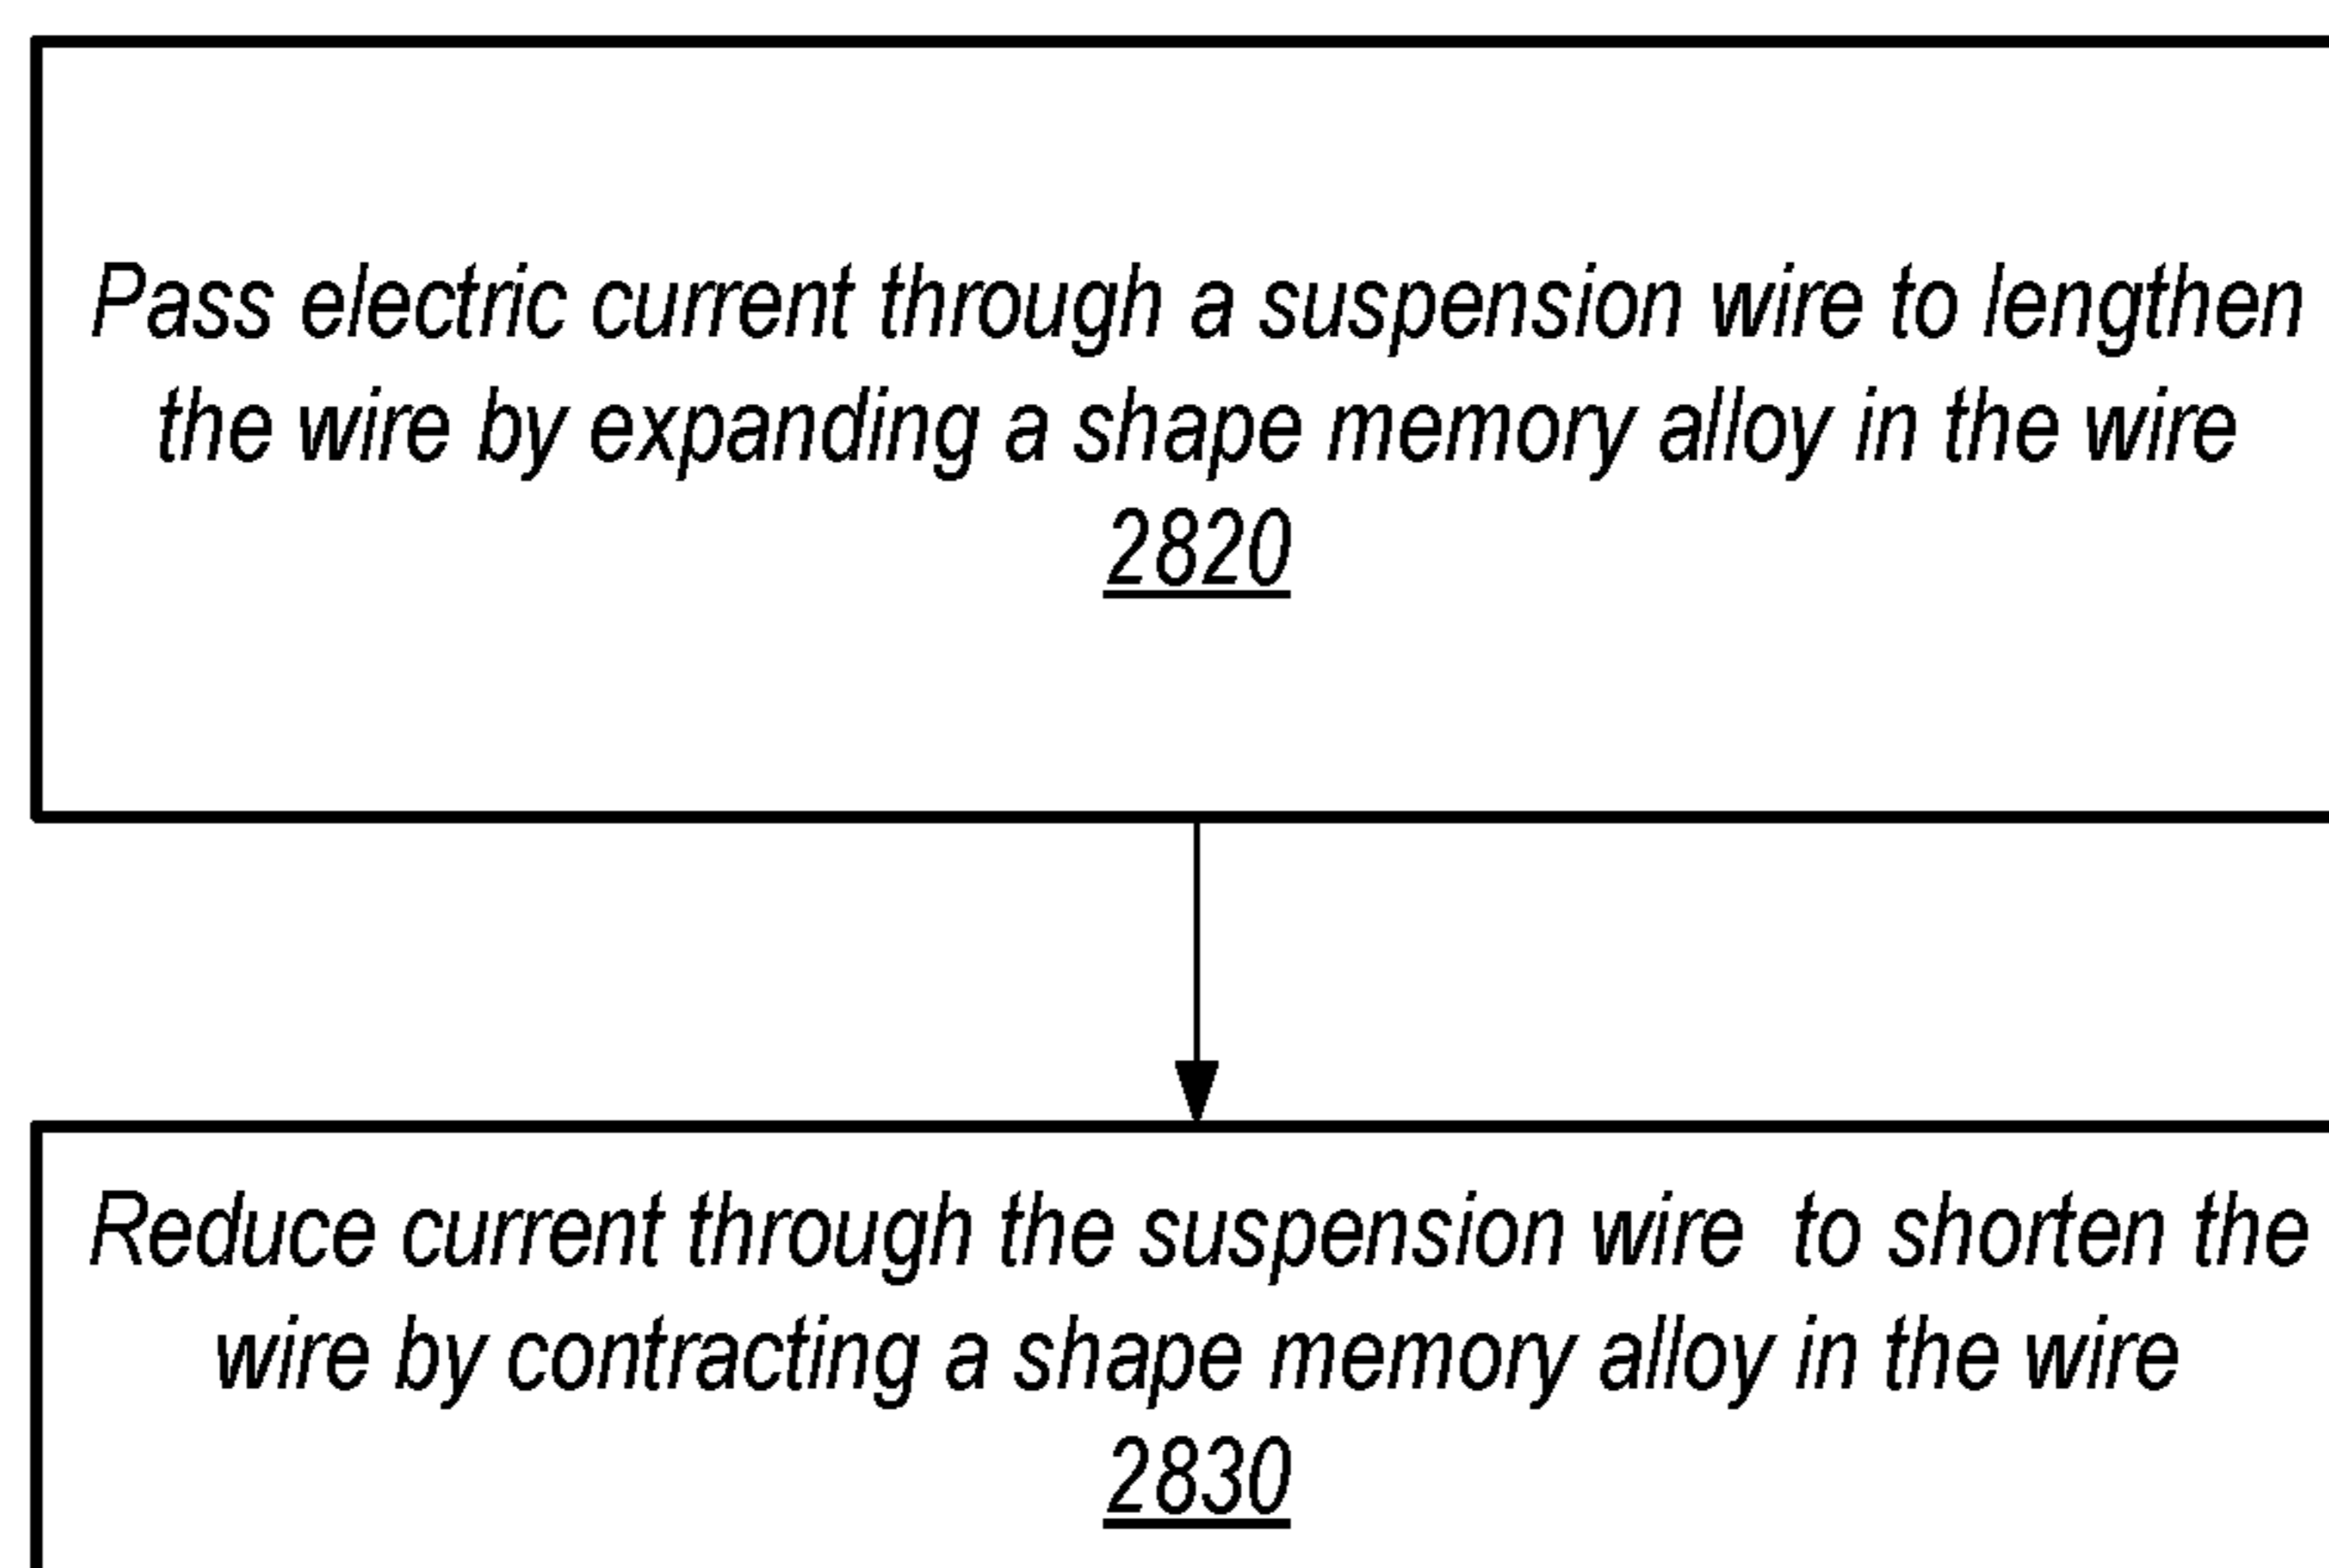 Pass electric current through a suspension wire to lengthen
the wire by expanding a shape memory alloy in the wire
2820
Reduce current through the suspension wire to shorten the
wire by contracting a shape memory alloy in the wire
2830